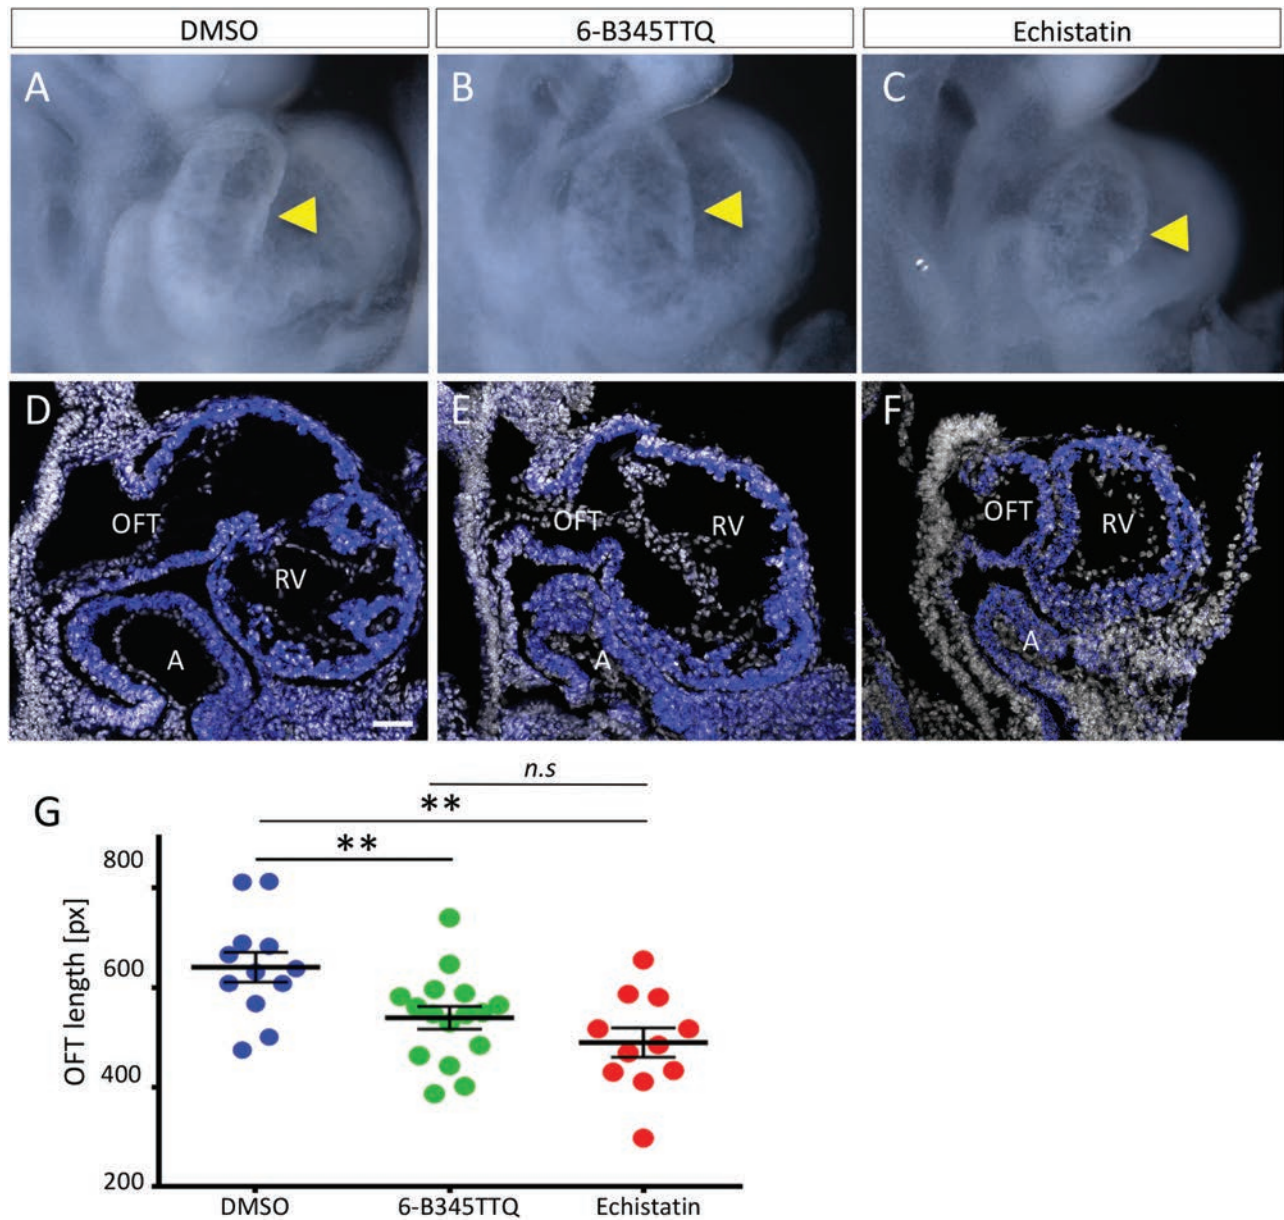 DMSO 6-B345TTQ Echistatin
A B C
D E F
OFT OFT RV OFT RV
RV
A A A
n.s
G **
**
800
600
400
200
OFT length [px]
DMSO 6-B345TTQ Echistatin